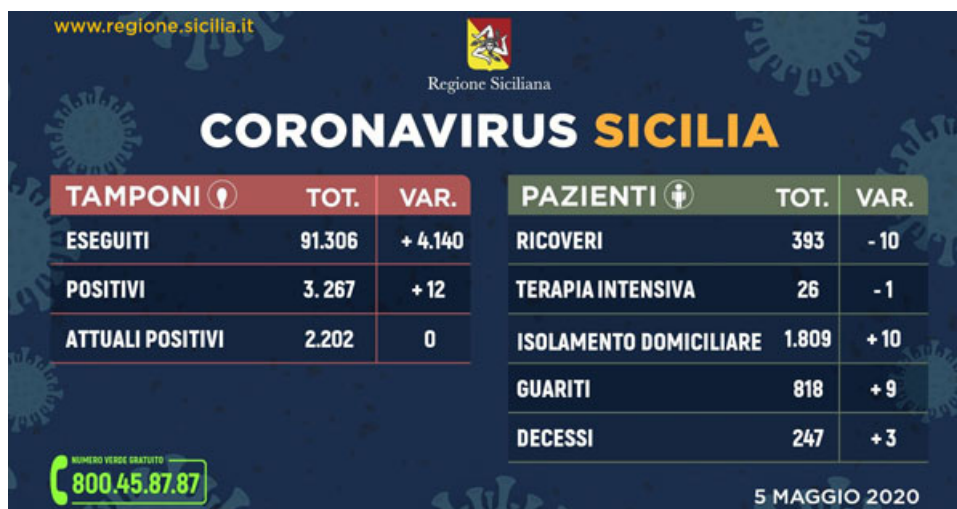 www.regione.sicilia.it
Regione Siciliana
CORONAVIRUS SICILIA
TAMPONI TOT. VAR.
ESEGUITI 91.306 + 4.140
POSITIVI 3. 267 + 12
ATTUALI POSITIVI 2.202 0
PAZIENTI TOT. VAR.
RICOVERI 393 - 10
TERAPIA INTENSIVA 26 - 1
ISOLAMENTO DOMICILIARE 1.809 + 10
GUARITI 818 + 9
DECESSI 247 + 3
NUMERO VERDE GRATUITO
800.45.87.87
5 MAGGIO 2020